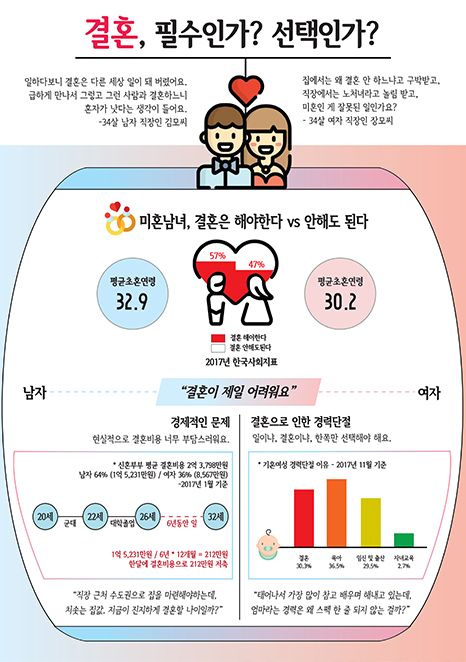 결혼, 필수인가? 선택인가?
일하다보니 결혼은 다른 세상 일이 돼 버렸어요.
급하게 만나서 그렇고 그런 사람과 결혼하느니
혼자가 낫다는 생각이 들어요.
-34살 남자 직장인 김모씨
집에서는 왜 결혼 안 하느냐고 구박받고,
직장에서는 노처녀라고 놀림 받고,
미혼인 게 잘못된 일인가요?
- 34살 여자 직장인 장모씨
미혼남녀, 결혼은 해야한다 vs 안해도 된다
평균초혼연령
32.9
57%
47%
평균초혼연령
30.2
결혼 해야한다
결혼 안해도된다
2017년 한국사회지표
남자
"결혼이 제일 어려워요"
여자
경제적인 문제
현실적으로 결혼비용 너무 부담스러워요.
* 신혼부부 평균 결혼비용 2억 3,798만원
남자 64% (1억 5,231만원) / 여자 36% (8,567만원)
-2017년 1월 기준
20세
군대
22세
대학졸업
26세
6년동안 일
32세
1억 5,231만원 / 6년 * 12개월 = 212만원
한달에 결혼비용으로 212만원 저축
"직장 근처 수도권으로 집을 마련해야하는데,
치솟는 집값, 지금이 진지하게 결혼할 나이일까?"
결혼으로 인한 경력단절
일이냐, 결혼이냐, 한쪽만 선택해야 해요.
* 기혼여성 경력단절 이유 - 2017년 11월 기준
결혼
30.3%
육아
36.5%
임신 및 출산
29.5%
자녀교육
2.7%
"태어나서 가장 많이 참고 배우며 해내고 있는데,
엄마라는 경력은 왜 스펙 한 줄 되지 않는 걸까?"